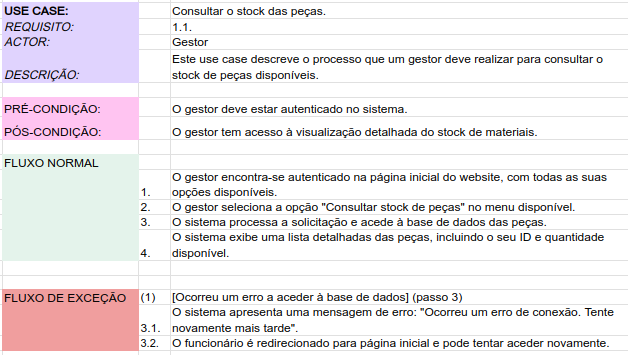 USE CASE: Consultar o stock das peças.
REQUISITO: 1.1.
ACTOR: Gestor
Este use case descreve o processo que um gestor deve realizar para consultar o
DESCRIÇÃO: stock de peças disponíveis.
PRÉ-CONDIÇÃO: O gestor deve estar autenticado no sistema.
PÓS-CONDIÇÃO: O gestor tem acesso à visualização detalhada do stock de materiais.
FLUXO NORMAL
O gestor encontra-se autenticado na página inicial do website, com todas as suas
1. opções disponíveis.
2. O gestor seleciona a opção "Consultar stock de peças" no menu disponível.
3. O sistema processa a solicitação e acede à base de dados das peças.
O sistema exibe uma lista detalhadas das peças, incluindo o seu ID e quantidade
4. disponível.
FLUXO DE EXCEÇÃO (1) [Ocorreu um erro a aceder à base de dados] (passo 3)
O sistema apresenta uma mensagem de erro: "Ocorreu um erro de conexão. Tente
3.1. novamente mais tarde".
3.2. O funcionário é redirecionado para página inicial e pode tentar aceder novamente.